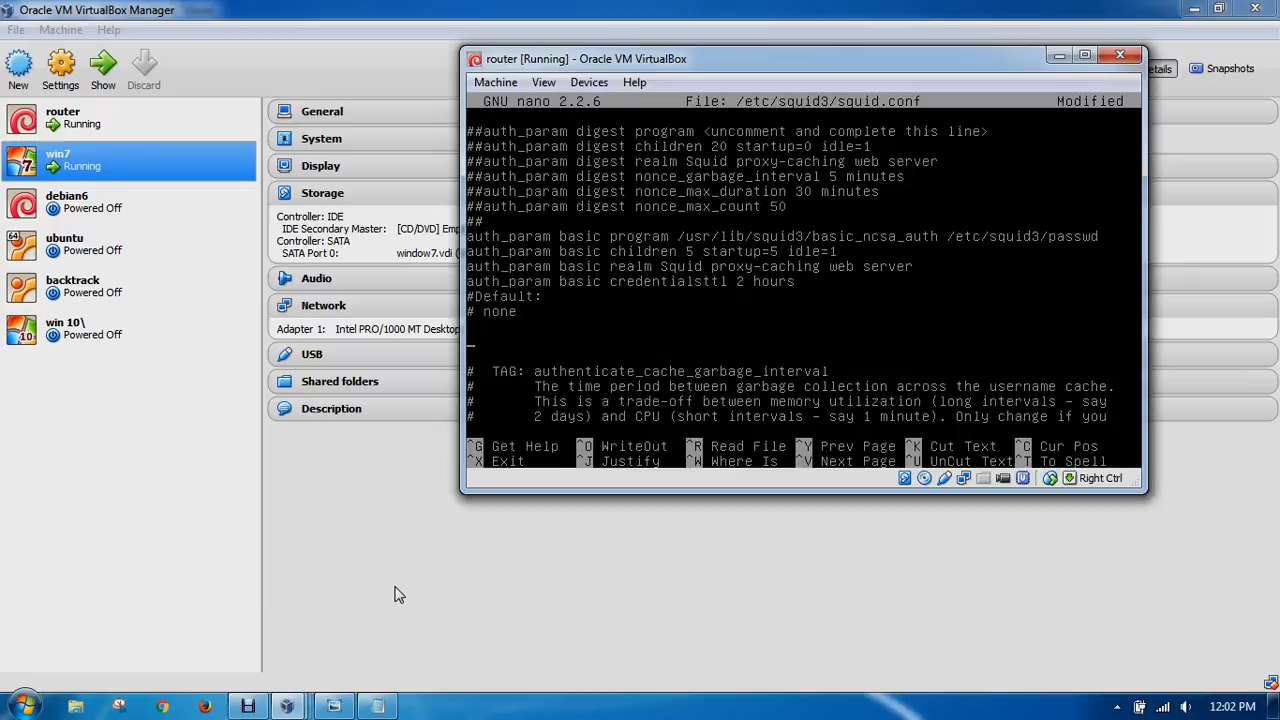 Oracle VM VirtualBox Manager
File Machine Help
New Settings Show Discard
etails Snapshots
router
Running
win7
Running
debian6
Powered Off
64
ubuntu
Powered Off
backtrack
Powered Off
10
win 10\
Powered Off
General
System
Display
Storage
Controller: IDE
IDE Secondary Master: [CD/DVD] Emp
Controller: SATA
SATA Port 0: window7.vdi (
Audio
Network
Adapter 1: Intel PRO/1000 MT Desktop
USB
Shared folders
Description
router [Running] - Oracle VM VirtualBox
Machine View Devices Help
GNU nano 2.2.6 File: /etc/squid3/squid.conf Modified
##auth_param digest program <uncomment and complete this line>
##auth_param digest children 20 startup=0 idle=1
##auth_param digest realm Squid proxy-caching web server
##auth_param digest nonce_garbage_interval 5 minutes
##auth_param digest nonce_max_duration 30 minutes
##auth_param digest nonce_max_count 50
##
auth_param basic program /usr/lib/squid3/basic_ncsa_auth /etc/squid3/passwd
auth_param basic children 5 startup=5 idle=1
auth_param basic realm Squid proxy-caching web server
auth_param basic credentialsttl 2 hours
#Default:
# none
# TAG: authenticate_cache_garbage_interval
# The time period between garbage collection across the username cache.
# This is a trade-off between memory utilization (long intervals - say
# 2 days) and CPU (short intervals - say 1 minute). Only change if you
^G Get Help ^O WriteOut ^R Read File ^Y Prev Page ^K Cut Text ^C Cur Pos
^X Exit ^J Justify ^W Where Is ^V Next Page ^U UnCut Text ^T To Spell
Right Ctrl
12:02 PM